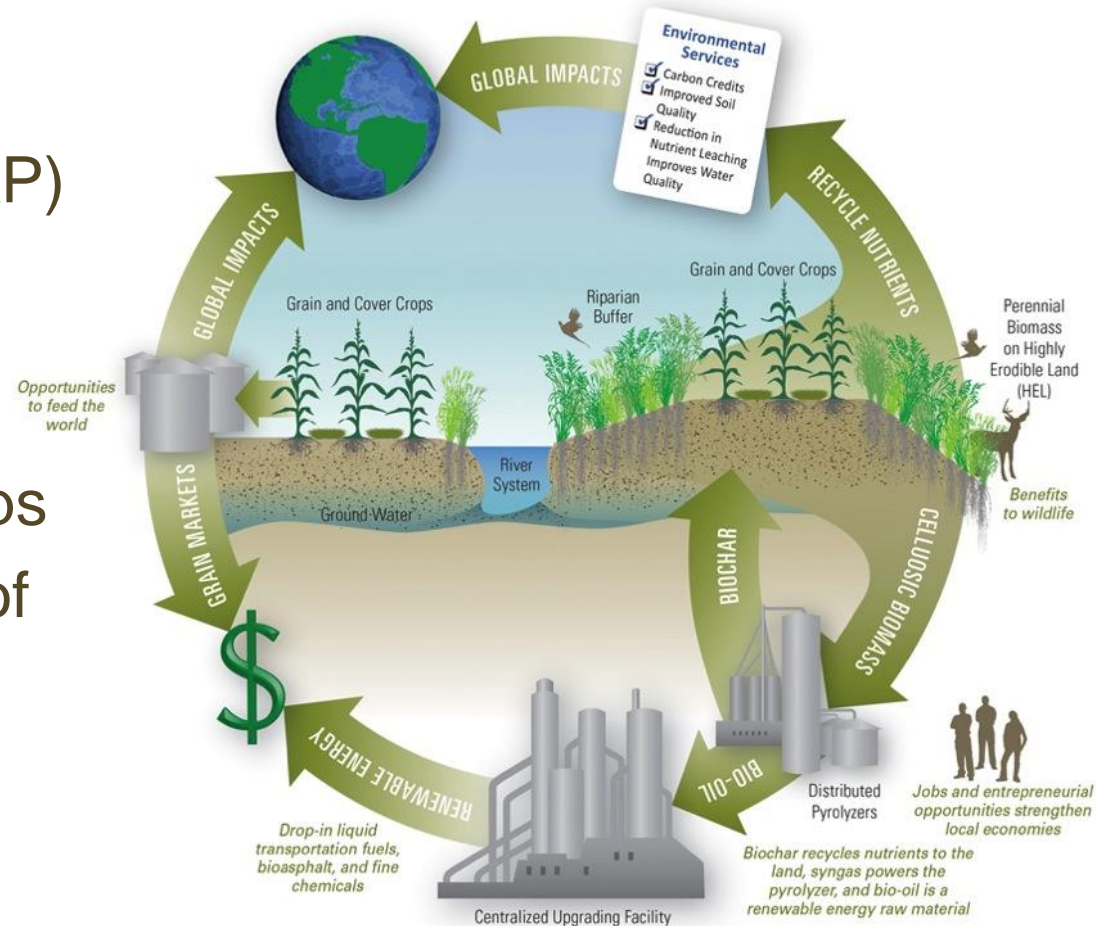 Environmental
Services
Carbon Credits
Improved Soil
Quality
Reduction in
Nutrient Leaching
Improves Water
Quality
GLOBAL IMPACTS
P)
RECYCLE NUTRIENTS
GLOBAL IMPACTS
Grain and Cover Crops
Riparian
Buffer
Grain and Cover Crops
Perennial
Biomass
on Highly
Erodible Land
(HEL)
Opportunities
to feed the
world
River
System
Ground Water
Benefits
to wildlife
os
of
GRAIN MARKETS
BIOCHAR
CELLUOSIC BIOMASS
$
RENEWABLE ENERGY
BIO-OIL
Distributed
Pyrolyzers
Jobs and entrepreneurial
opportunities strengthen
local economies
Drop-in liquid
transportation fuels,
bioasphalt, and fine
chemicals
Biochar recycles nutrients to the
land, syngas powers the
pyrolyzer, and bio-oil is a
renewable energy raw material
Centralized Upgrading Facility